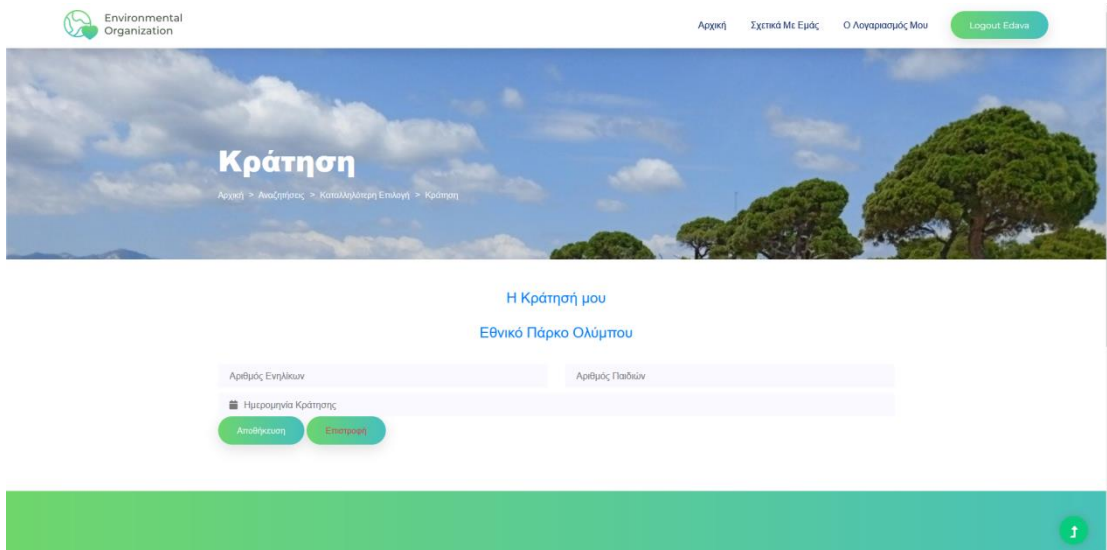 Environmental
Organization
Αρχική Σχετικά Με Εμάς Ο Λογαριασμός Μου Logout Edava
Κράτηση
Αρχική > Αναζητήσεις > Καταλληλότερη Επιλογή > Κράτηση
Η Κράτησή μου
Εθνικό Πάρκο Ολύμπου
Αριθμός Ενηλίκων Αριθμός Παιδιών
Ημερομηνία Κράτησης
Αποθήκευση Επιστροφή